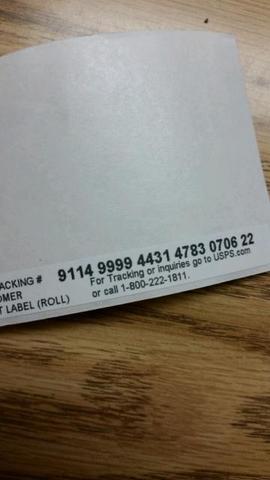 ACKING # 9114 9999 4431 4783 0706 22
OMER For Tracking or inquiries go to USPS.com
T LABEL (ROLL) or call 1-800-222-1811.